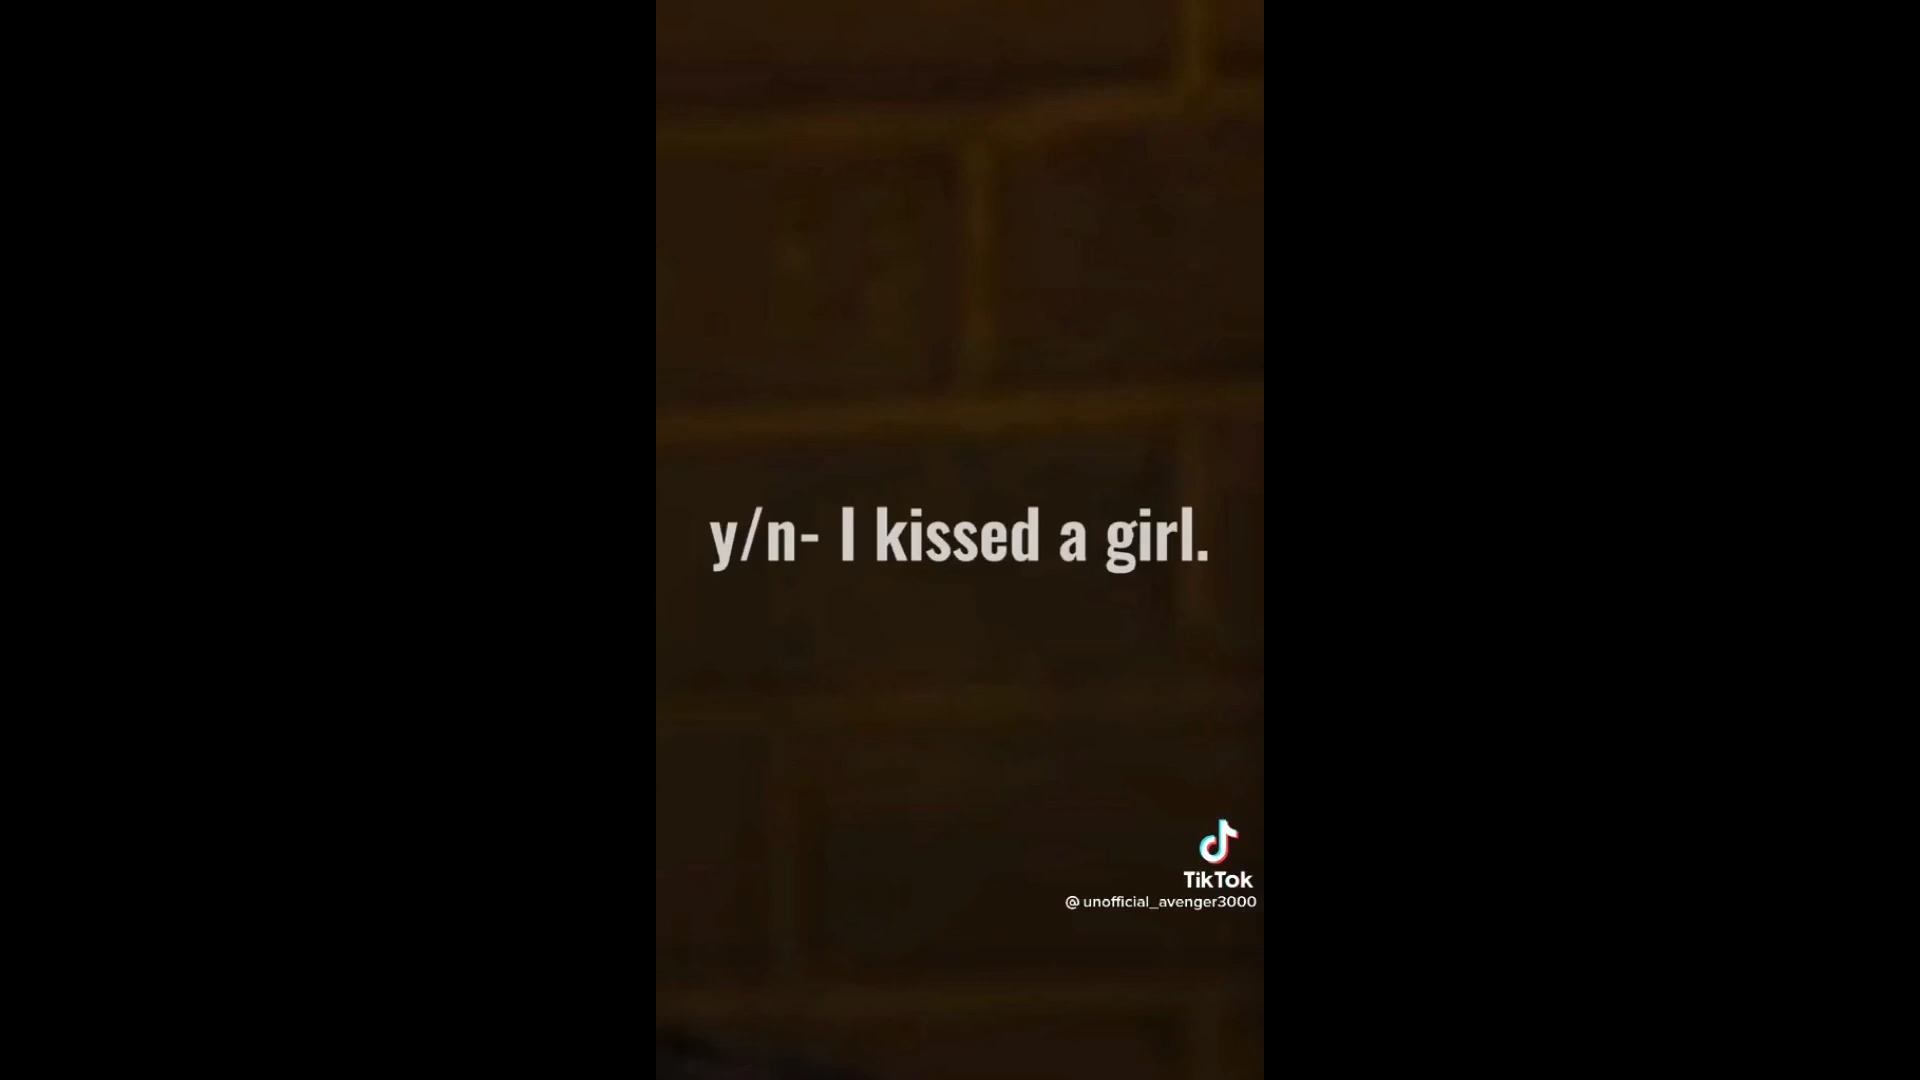 y/n- I kissed a girl.
TikTok
@unofficial_avenger3000